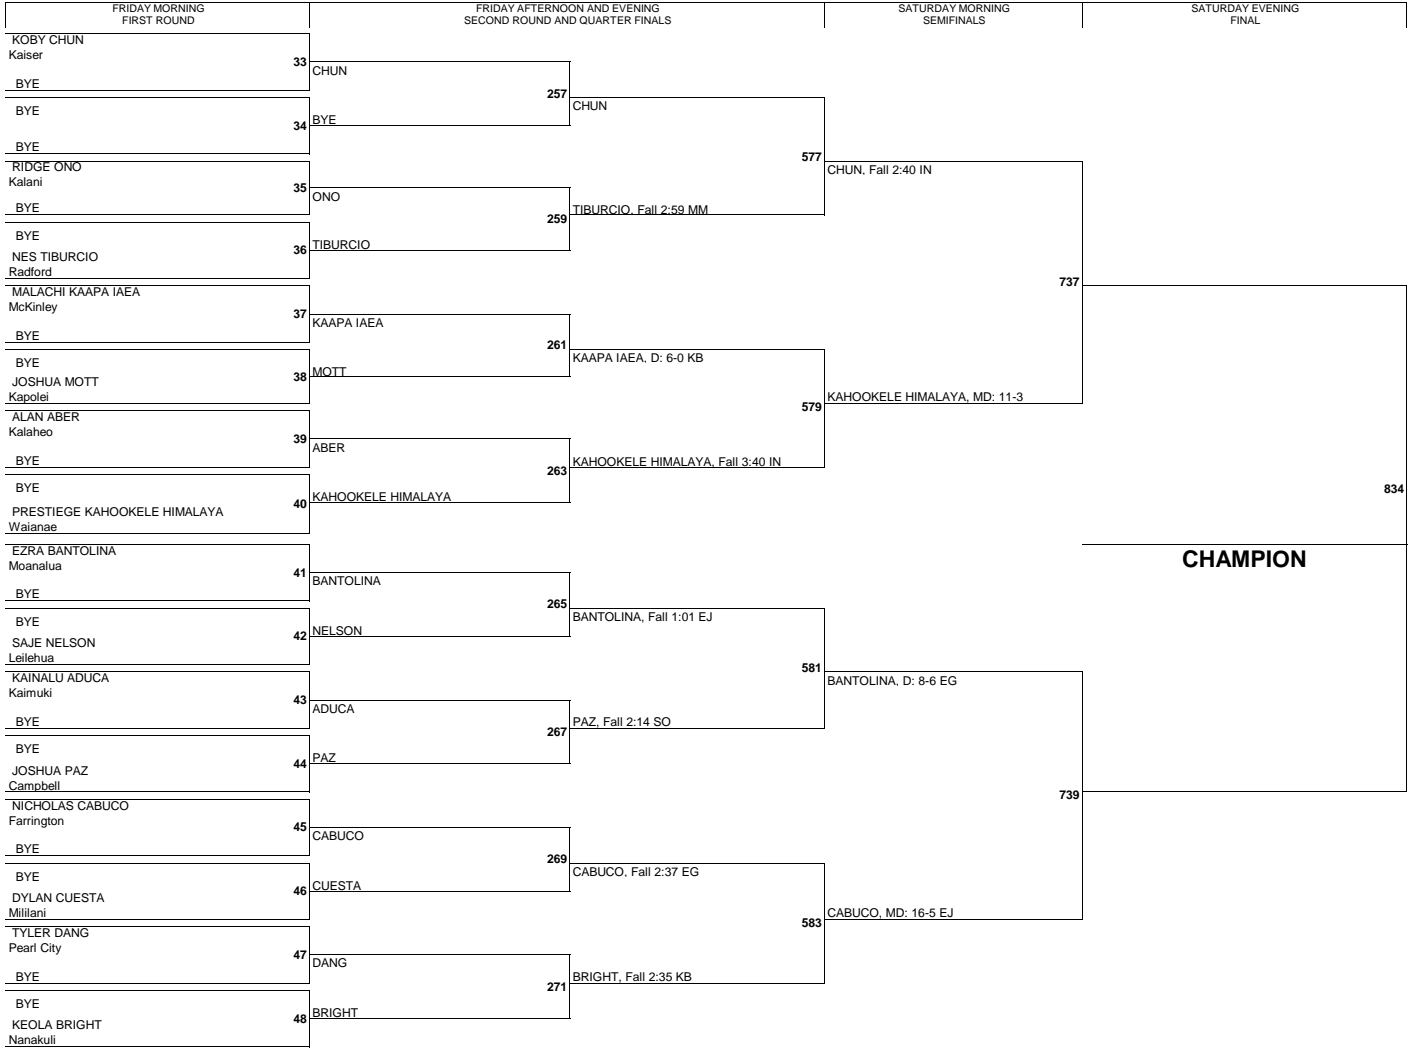 FRIDAY MORNING
FIRST ROUND
FRIDAY AFTERNOON AND EVENING
SECOND ROUND AND QUARTER FINALS
SATURDAY MORNING
SEMIFINALS
SATURDAY EVENING
FINAL
KOBY CHUN
Kaiser
33
BYE
BYE
34
BYE
RIDGE ONO
Kalani
35
BYE
BYE
36
NES TIBURCIO
Radford
MALACHI KAAPA IAEA
McKinley
37
BYE
BYE
38
JOSHUA MOTT
Kapolei
ALAN ABER
Kalaheo
39
BYE
BYE
40
PRESTIEGE KAHOOKELE HIMALAYA
Waianae
EZRA BANTOLINA
Moanalua
41
BYE
BYE
42
SAJE NELSON
Leilehua
KAINALU ADUCA
Kaimuki
43
BYE
BYE
44
JOSHUA PAZ
Campbell
NICHOLAS CABUCO
Farrington
45
BYE
BYE
46
DYLAN CUESTA
Mililani
TYLER DANG
Pearl City
47
BYE
BYE
48
KEOLA BRIGHT
Nanakuli
CHUN
257
BYE
ONO
259
TIBURCIO
KAAPA IAEA
261
MOTT
ABER
263
KAHOOKELE HIMALAYA
BANTOLINA
265
NELSON
ADUCA
267
PAZ
CABUCO
269
CUESTA
DANG
271
BRIGHT
CHUN
577
TIBURCIO, Fall 2:59 MM
KAAPA IAEA, D: 6-0 KB
579
KAHOOKELE HIMALAYA, Fall 3:40 IN
BANTOLINA, Fall 1:01 EJ
581
PAZ, Fall 2:14 SO
CABUCO, Fall 2:37 EG
583
BRIGHT, Fall 2:35 KB
CHUN, Fall 2:40 IN
737
KAHOOKELE HIMALAYA, MD: 11-3
BANTOLINA, D: 8-6 EG
739
CABUCO, MD: 16-5 EJ
834
CHAMPION